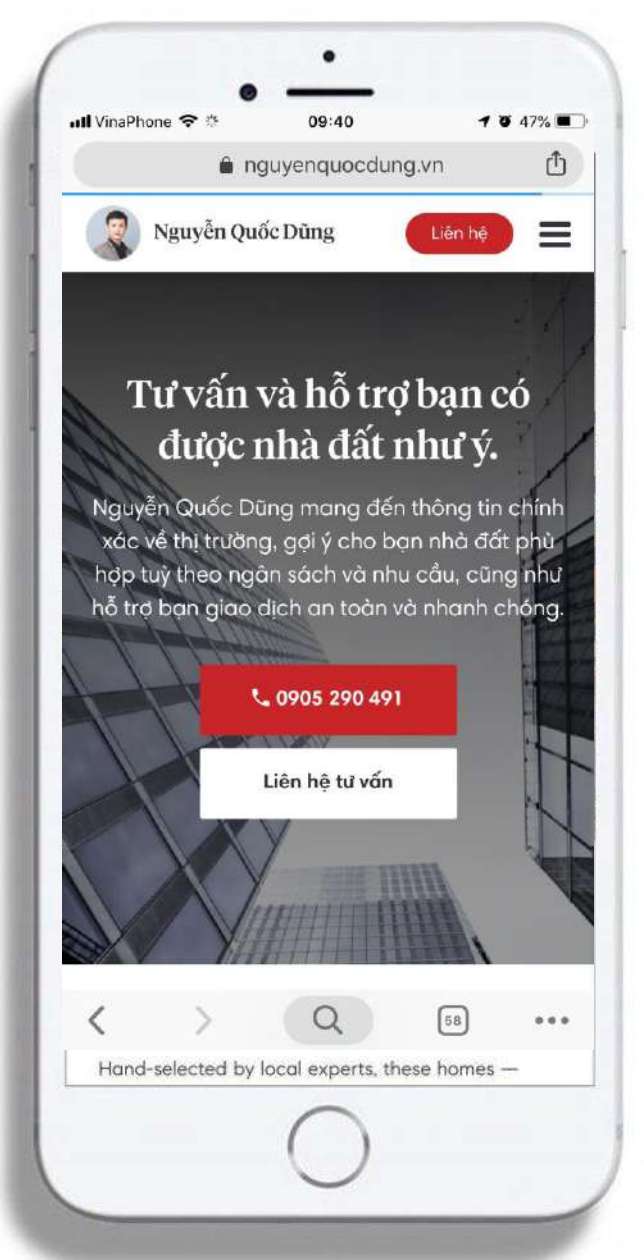 VinaPhone 09:40 47%
nguyenquocdung.vn
Nguyễn Quốc Dũng Liên hệ
Tư vấn và hỗ trợ bạn có
được nhà đất như ý.
Nguyễn Quốc Dũng mang đến thông tin chính
xác về thị trường, gợi ý cho bạn nhà đất phù
hợp tuỳ theo ngân sách và nhu cầu, cũng như
hỗ trợ bạn giao dịch an toàn và nhanh chóng.
0905 290 491
Liên hệ tư vấn
58
Hand-selected by local experts, these homes —